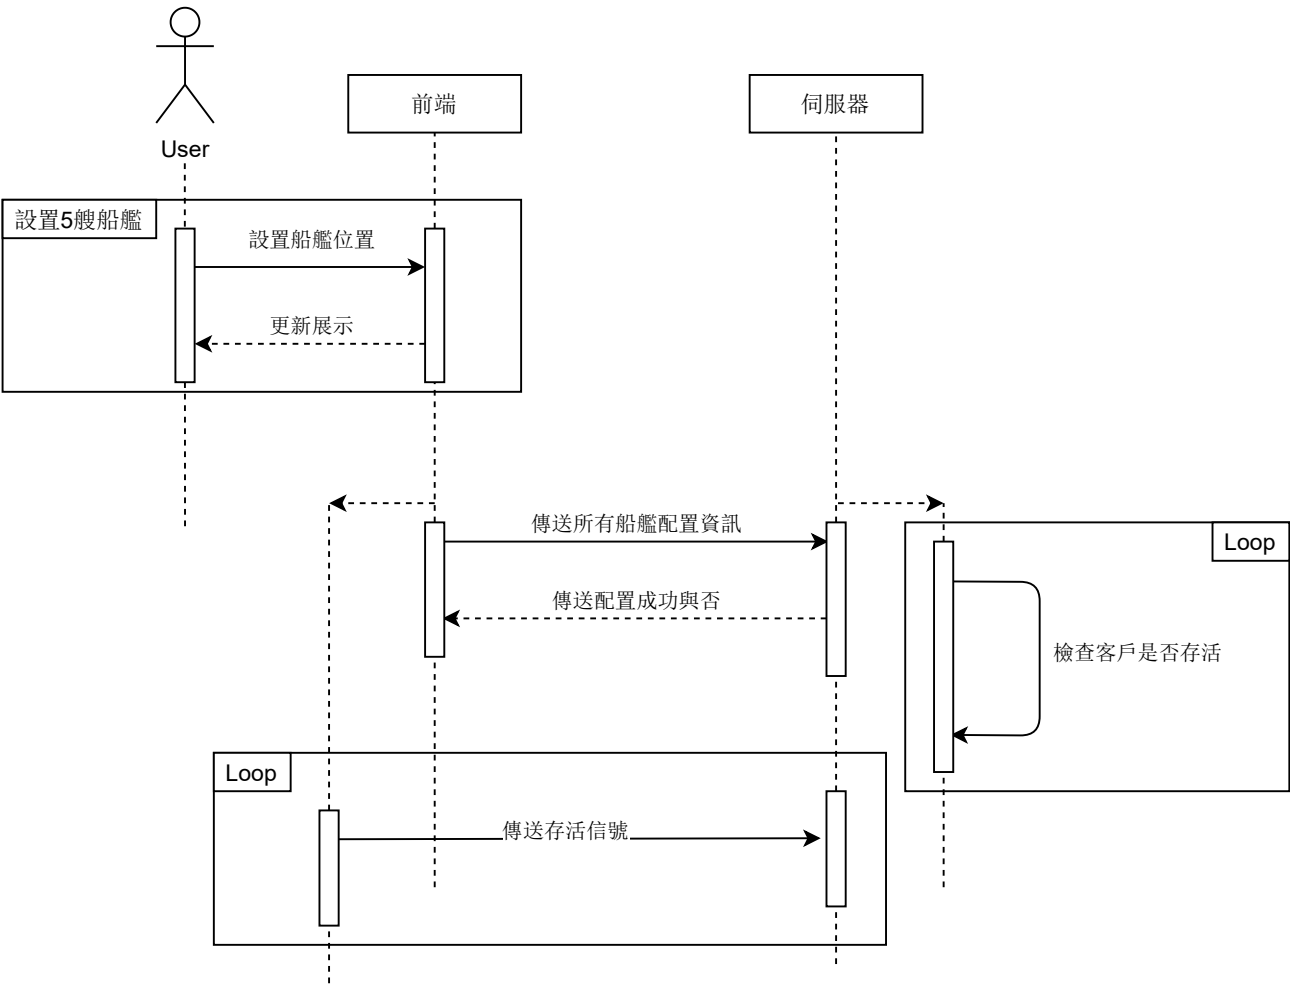 User
前端
伺服器
設置5艘船艦
設置船艦位置
更新展示
傳送所有船艦配置資訊
傳送配置成功與否
Loop
檢查客戶是否存活
Loop
傳送存活信號